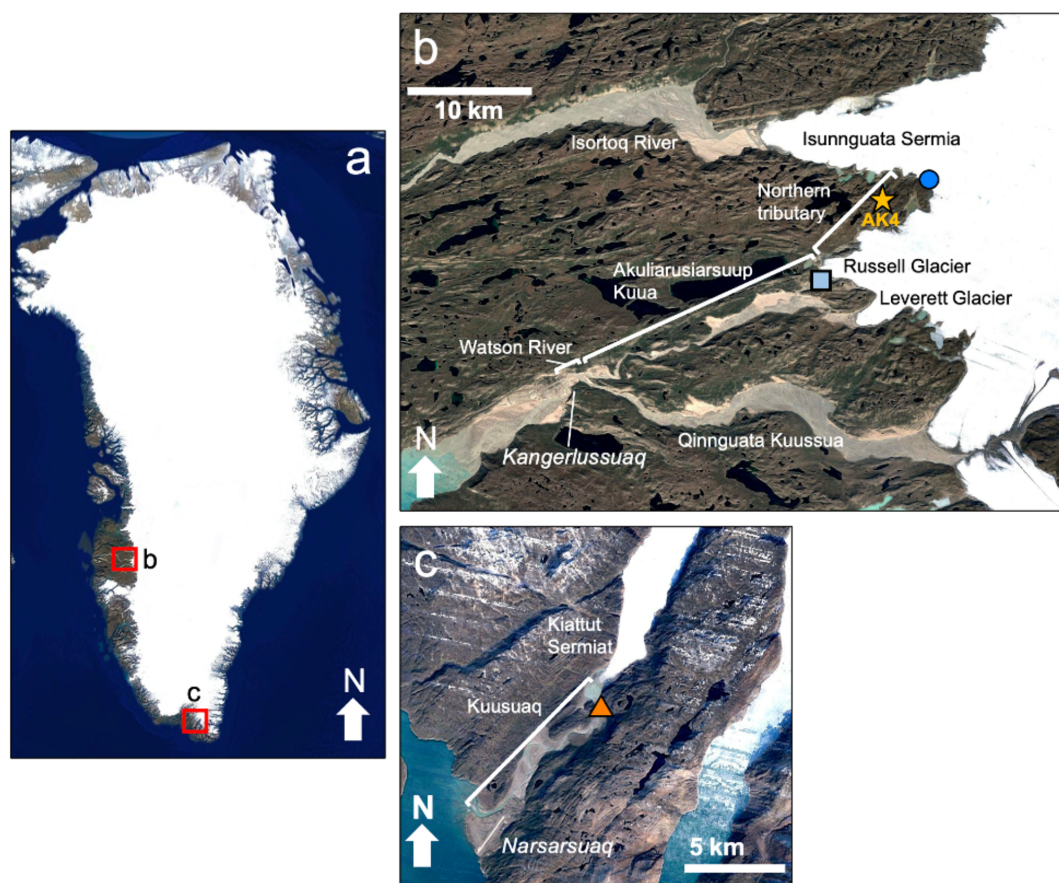 a
b
c
N
b
10 km
Isortoq River
Isunnguata Sermia
Northern
tributary
AK4
Akuliarusiarsuup
Kuua
Russell Glacier
Leverett Glacier
Watson River
Qinnguata Kuussua
Kangerlussuaq
N
c
Kiattut
Sermiat
Kuusuaq
N
Narsarsuaq
5 km